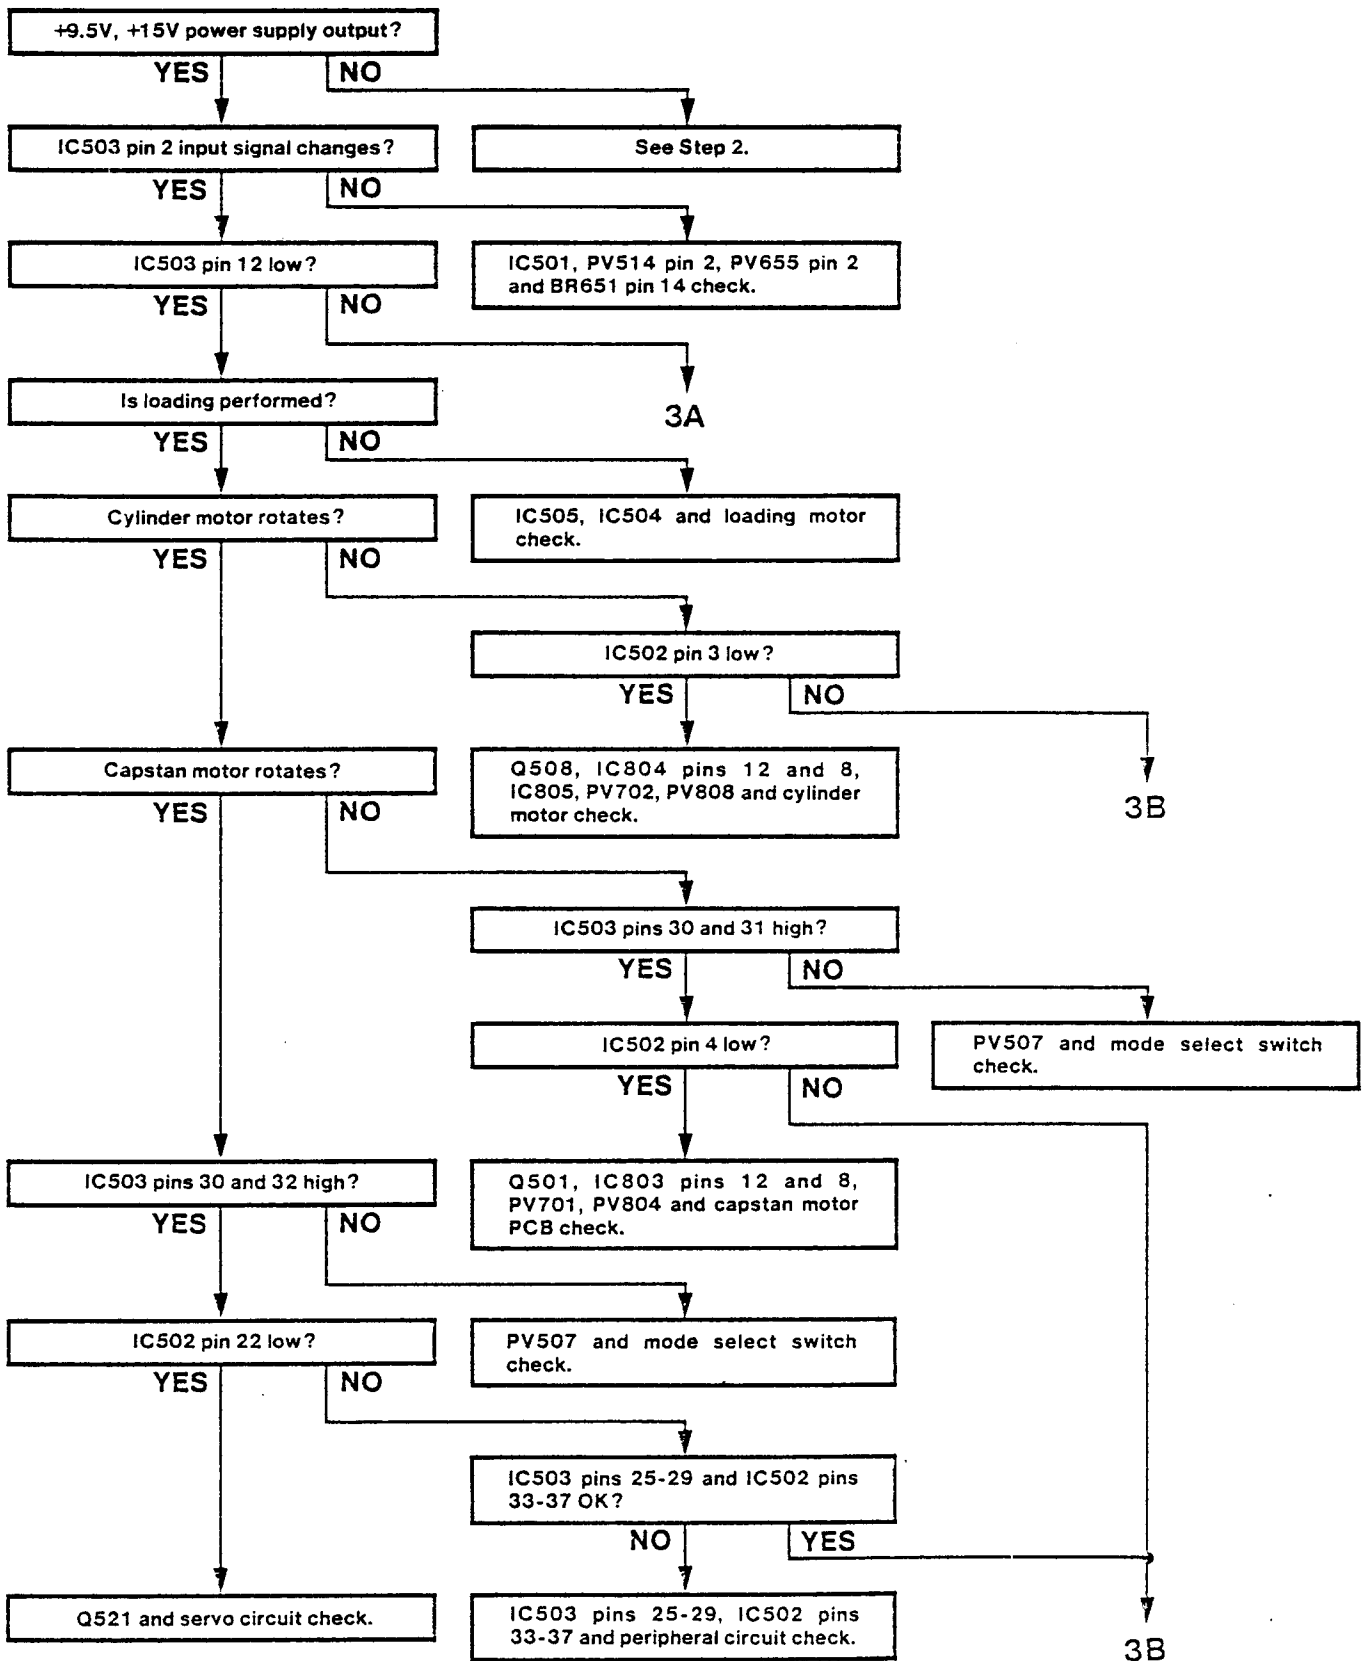 +9.5V, +15V power supply output?
YES
NO
IC503 pin 2 input signal changes?
See Step 2.
YES
NO
IC503 pin 12 low?
IC501, PV514 pin 2, PV655 pin 2
and BR651 pin 14 check.
YES
NO
Is loading performed?
3A
YES
NO
Cylinder motor rotates?
IC505, IC504 and loading motor
check.
YES
NO
IC502 pin 3 low?
YES
NO
Capstan motor rotates?
Q508, IC804 pins 12 and 8,
IC805, PV702, PV808 and cylinder
motor check.
3B
YES
NO
IC503 pins 30 and 31 high?
YES
NO
IC502 pin 4 low?
PV507 and mode select switch
check.
YES
NO
IC503 pins 30 and 32 high?
Q501, IC803 pins 12 and 8,
PV701, PV804 and capstan motor
PCB check.
YES
NO
IC502 pin 22 low?
PV507 and mode select switch
check.
YES
NO
IC503 pins 25-29 and IC502 pins
33-37 OK?
NO
YES
Q521 and servo circuit check.
IC503 pins 25-29, IC502 pins
33-37 and peripheral circuit check.
3B